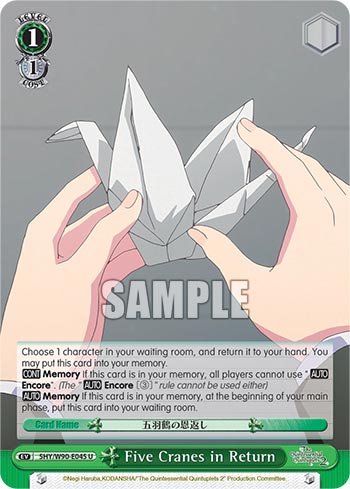 LEVEL
1
1
COST
SAMPLE
Choose 1 character in your waiting room, and return it to your hand. You
may put this card into your memory.
CONT Memory If this card is in your memory, all players cannot use "AUTO
Encore". (The "AUTO Encore [③]" rule cannot be used either)
AUTO Memory If this card is in your memory, at the beginning of your main
phase, put this card into your waiting room.
Card Name 五羽鶴の恩返し
EV SHY/W90-E045 U Five Cranes in Return
©Negi Haruba,KODANSHA/"The Quintessential Quintuplets 2" Production Committee.